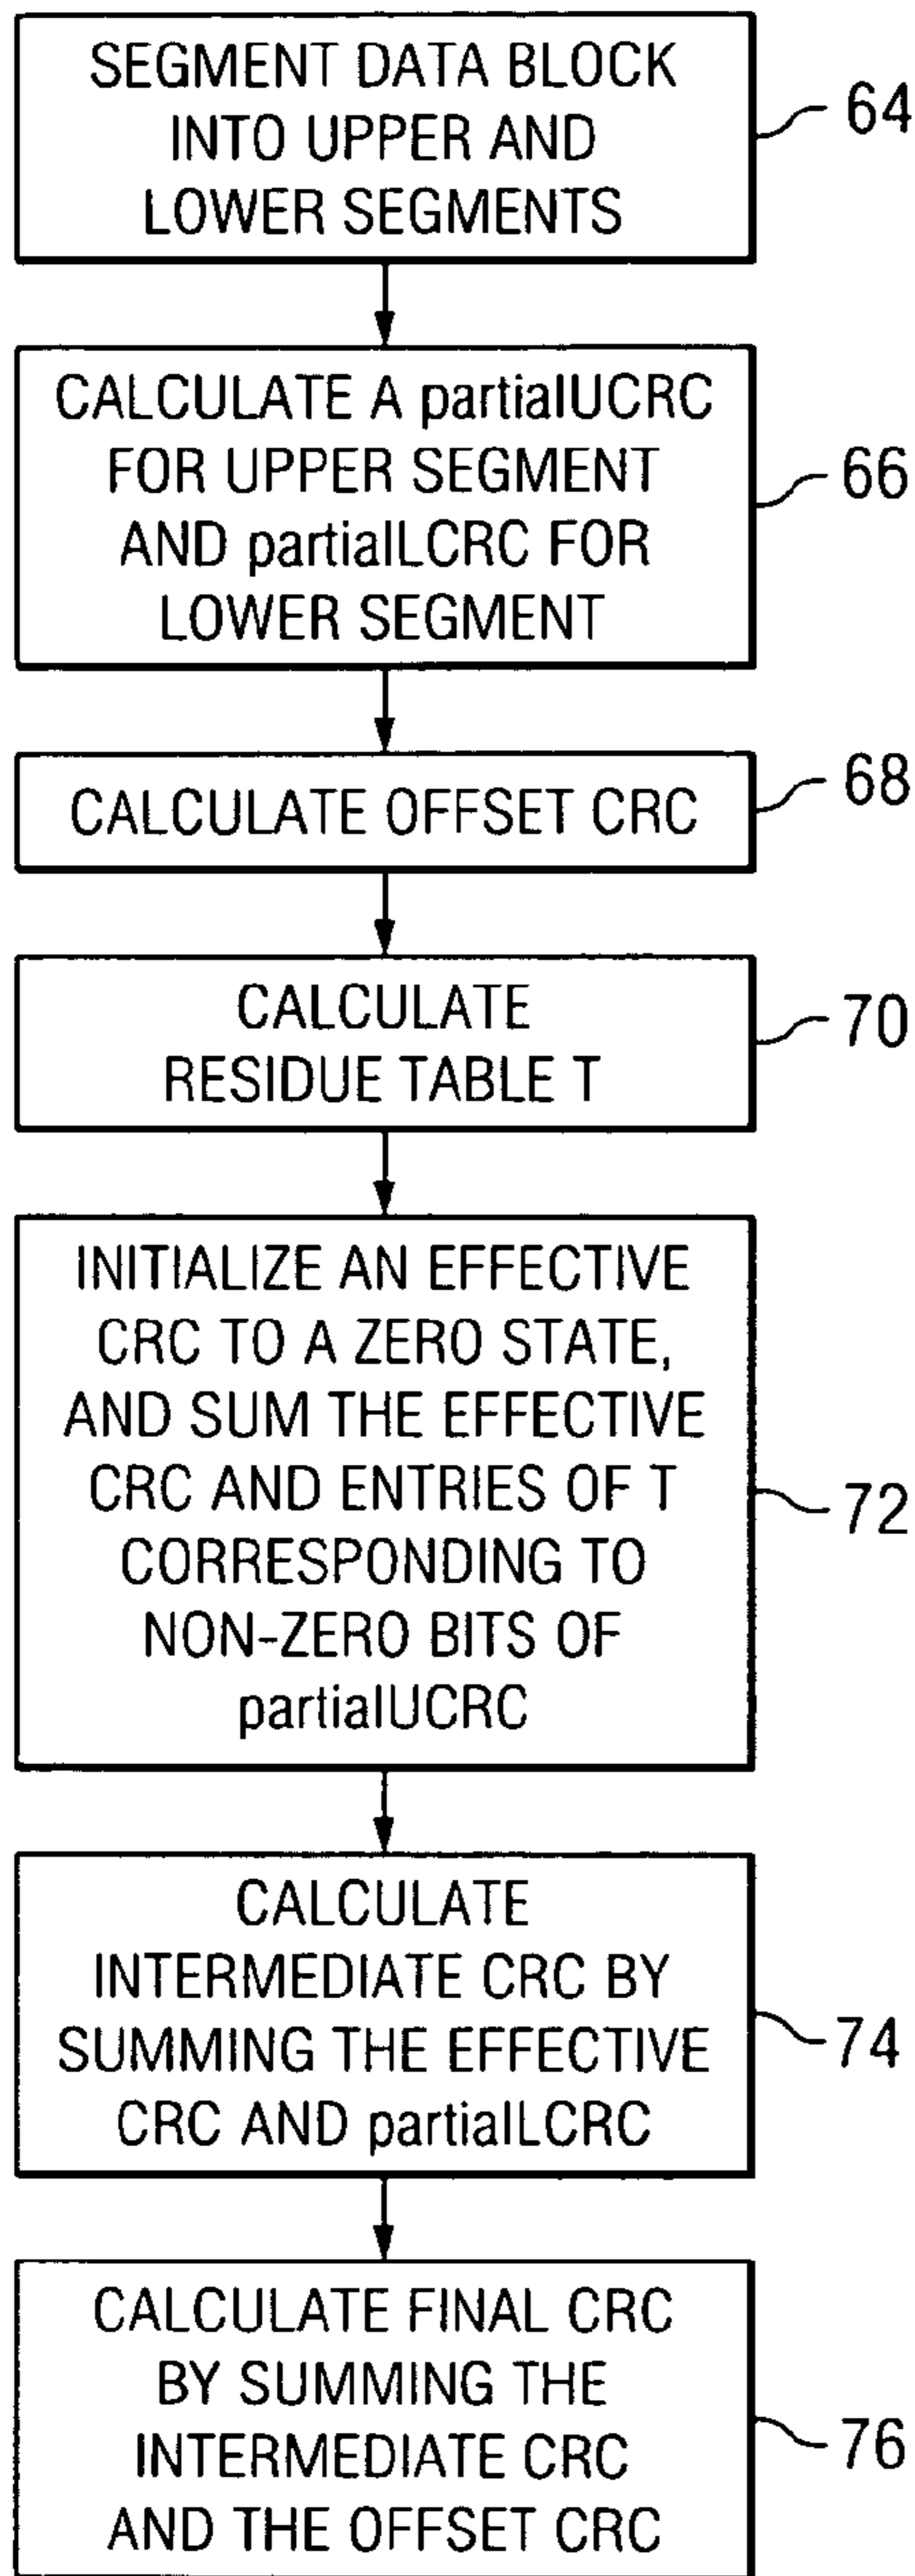 SEGMENT DATA BLOCK
INTO UPPER AND
LOWER SEGMENTS
64
CALCULATE A partialUCRC
FOR UPPER SEGMENT
AND partialLCRC FOR
LOWER SEGMENT
66
CALCULATE OFFSET CRC
68
CALCULATE
RESIDUE TABLE T
70
INITIALIZE AN EFFECTIVE
CRC TO A ZERO STATE,
AND SUM THE EFFECTIVE
CRC AND ENTRIES OF T
CORRESPONDING TO
NON-ZERO BITS OF
partialUCRC
72
CALCULATE
INTERMEDIATE CRC BY
SUMMING THE EFFECTIVE
CRC AND partialLCRC
74
CALCULATE FINAL CRC
BY SUMMING THE
INTERMEDIATE CRC
AND THE OFFSET CRC
76